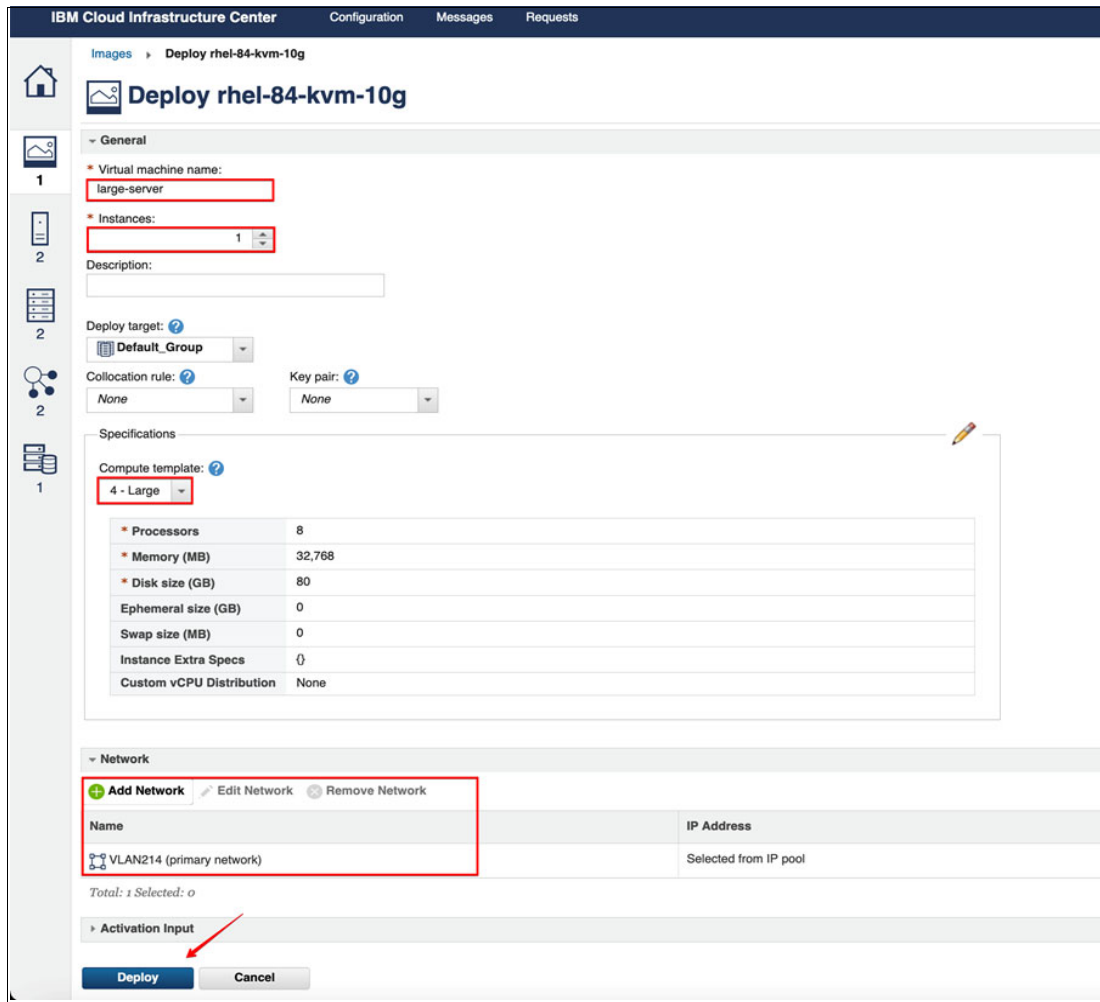 IBM Cloud Infrastructure Center Configuration Messages Requests
Images Deploy rhel-84-kvm-10g
Deploy rhel-84-kvm-10g
General
1
* Virtual machine name:
large-server
* Instances:
1
2
Description:
2
Deploy target:
Default_Group
Collocation rule: Key pair:
None None
2
Specifications
Compute template:
4 - Large
1
* Processors 8
* Memory (MB) 32,768
* Disk size (GB) 80
Ephemeral size (GB) 0
Swap size (MB) 0
Instance Extra Specs {}
Custom vCPU Distribution None
Network
Add Network Edit Network Remove Network
Name IP Address
VLAN214 (primary network) Selected from IP pool
Total: 1 Selected: 0
Activation Input
Deploy Cancel